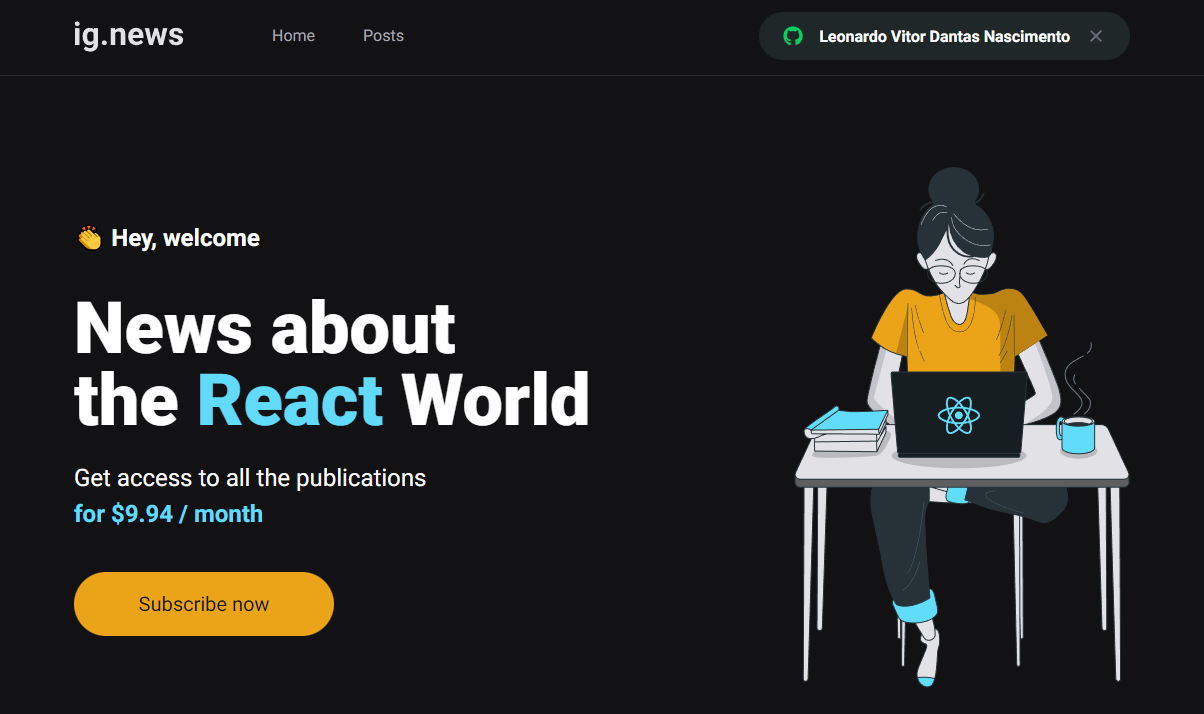 ig.news
Home
Posts
Leonardo Vitor Dantas Nascimento
👏 Hey, welcome
News about
the React World
Get access to all the publications
for $9.94 / month
Subscribe now